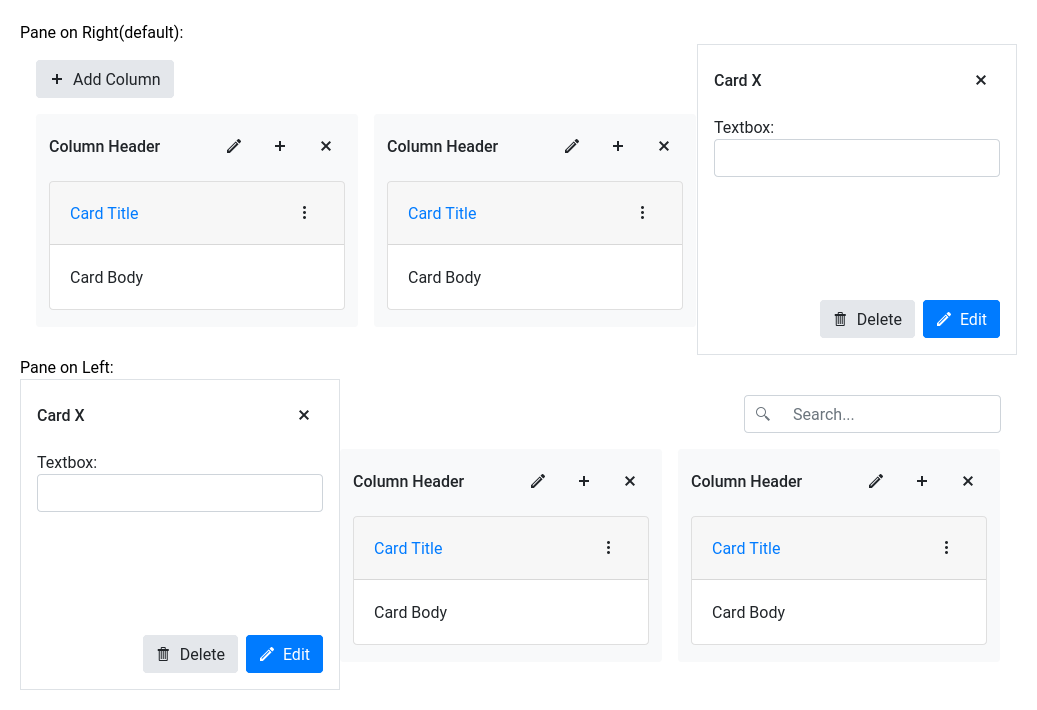 Pane on Right(default):
Add Column
Card X
Textbox:
Column Header
Column Header
Card Title
Card Title
Card Body
Card Body
Delete
Edit
Pane on Left:
Card X
Search...
Textbox:
Column Header
Column Header
Card Title
Card Title
Card Body
Card Body
Delete
Edit